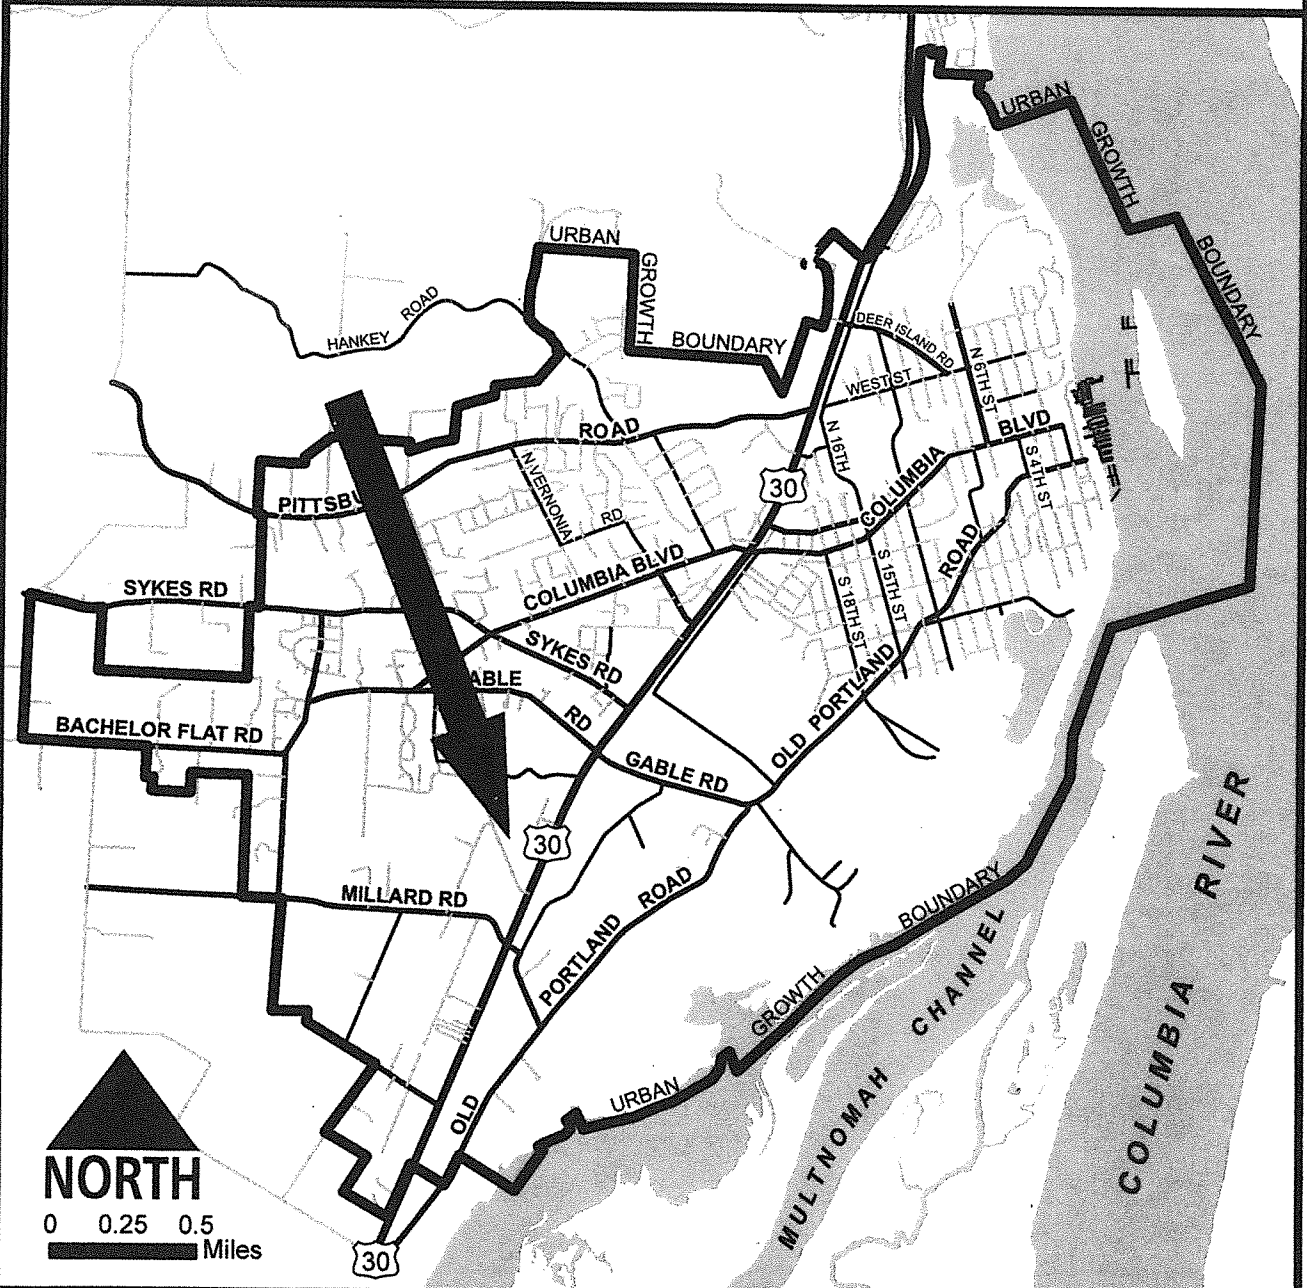 URBAN
GROWTH
BOUNDARY
URBAN
GROWTH
BOUNDARY
HANKEY ROAD
DEER ISLAND RD
WEST ST
N 6TH ST
PITTSBU
ROAD
N VERNONIA
RD
30
N 16TH
COLUMBIA
BLVD
S 4TH ST
SYKES RD
COLUMBIA BLVD
S 18TH ST
S 15TH ST
ROAD
SYKES RD
ABLE
RD
BACHELOR FLAT RD
GABLE RD
OLD PORTLAND
30
MILLARD RD
PORTLAND ROAD
OLD
BOUNDARY
GROWTH
URBAN
MULTNOMAH CHANNEL
COLUMBIA RIVER
NORTH
0 0.25 0.5
Miles
30